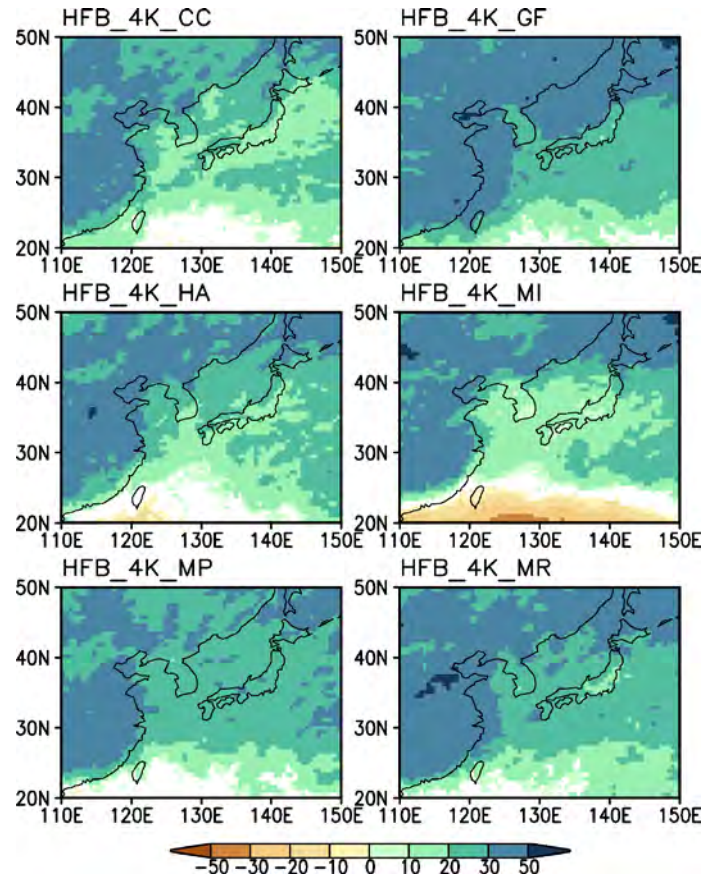 HFB_4K_CC HFB_4K_GF
50N 50N
40N 40N
30N 30N
20N 20N
110E 120E 130E 140E 150E 110E 120E 130E 140E 150E
HFB_4K_HA HFB_4K_MI
50N 50N
40N 40N
30N 30N
20N 20N
110E 120E 130E 140E 150E 110E 120E 130E 140E 150E
HFB_4K_MP HFB_4K_MR
50N 50N
40N 40N
30N 30N
20N 20N
110E 120E 130E 140E 150E 110E 120E 130E 140E 150E
-50 -30 -20 -10 0 10 20 30 50